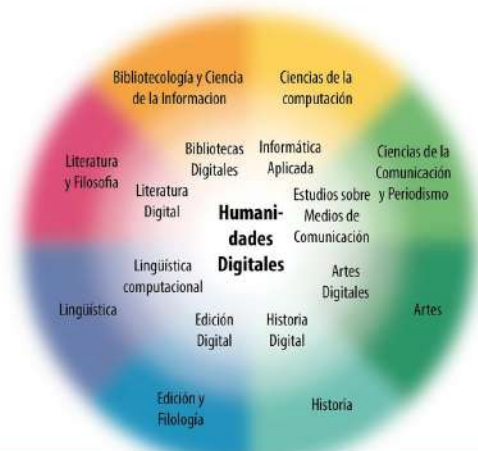 Bibliotecología y Ciencia
de la Informacion
Ciencias de la
computación
Literatura
y Filosofia
Bibliotecas
Digitales
Informática
Aplicada
Ciencias de la
Comunicación
y Periodismo
Literatura
Digital
Estudios sobre
Medios de
Comunicación
Humani-
dades
Digitales
Lingüística
computacional
Artes
Digitales
Lingüística
Edición
Digital
Historia
Digital
Artes
Edición y
Filología
Historia